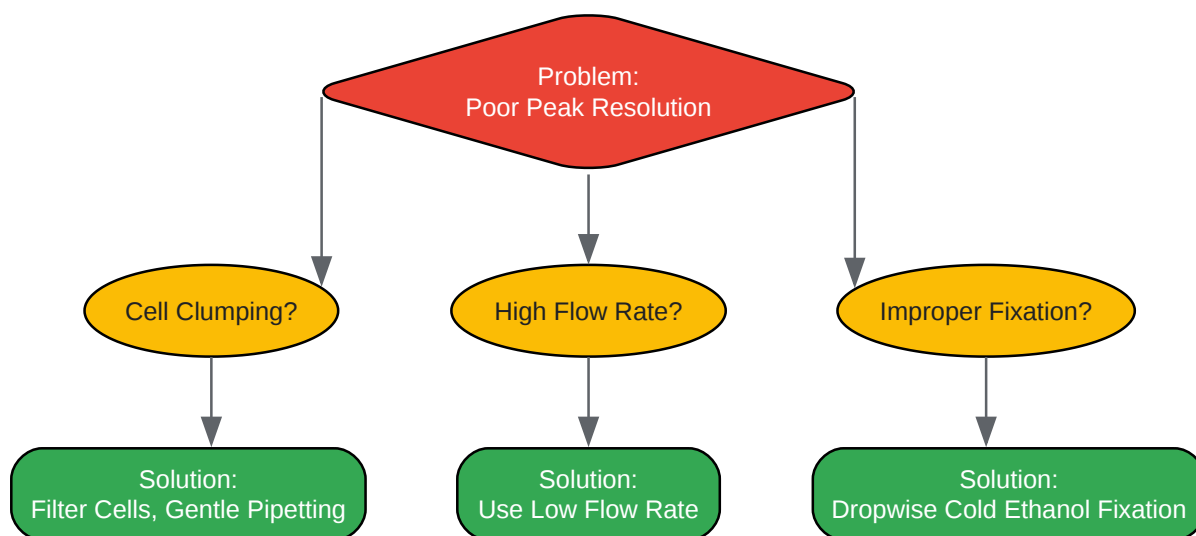 Problem:
Poor Peak Resolution
Cell Clumping?
High Flow Rate?
Improper Fixation?
Solution:
Filter Cells, Gentle Pipetting
Solution:
Use Low Flow Rate
Solution:
Dropwise Cold Ethanol Fixation